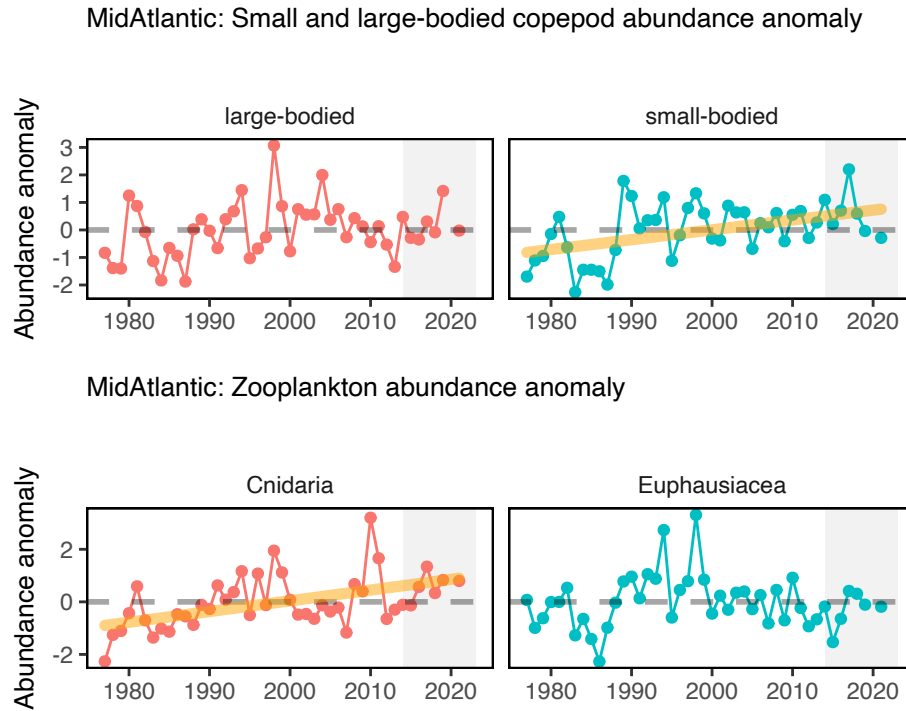 MidAtlantic: Small and large-bodied copepod abundance anomaly
large-bodied
small-bodied
Abundance anomaly
3
2
1
0
-1
-2
1980 1990 2000 2010 2020
1980 1990 2000 2010 2020
MidAtlantic: Zooplankton abundance anomaly
Cnidaria
Euphausiacea
Abundance anomaly
2
0
-2
1980 1990 2000 2010 2020
1980 1990 2000 2010 2020